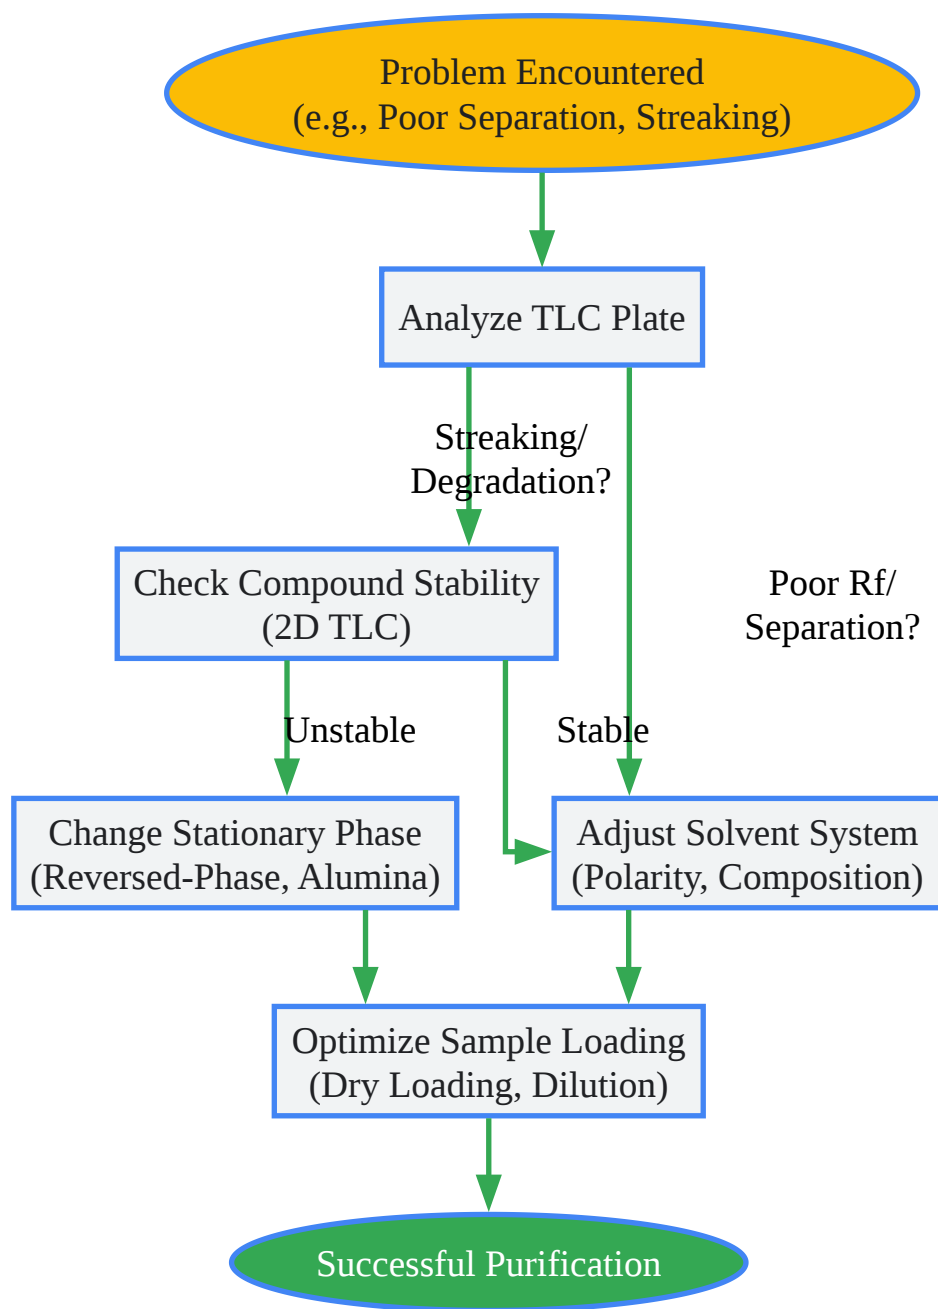 Problem Encountered
(e.g., Poor Separation, Streaking)
Analyze TLC Plate
Streaking/
Degradation?
Check Compound Stability
(2D TLC)
Poor Rf/
Separation?
Unstable
Stable
Change Stationary Phase
(Reversed-Phase, Alumina)
Adjust Solvent System
(Polarity, Composition)
Optimize Sample Loading
(Dry Loading, Dilution)
Successful Purification